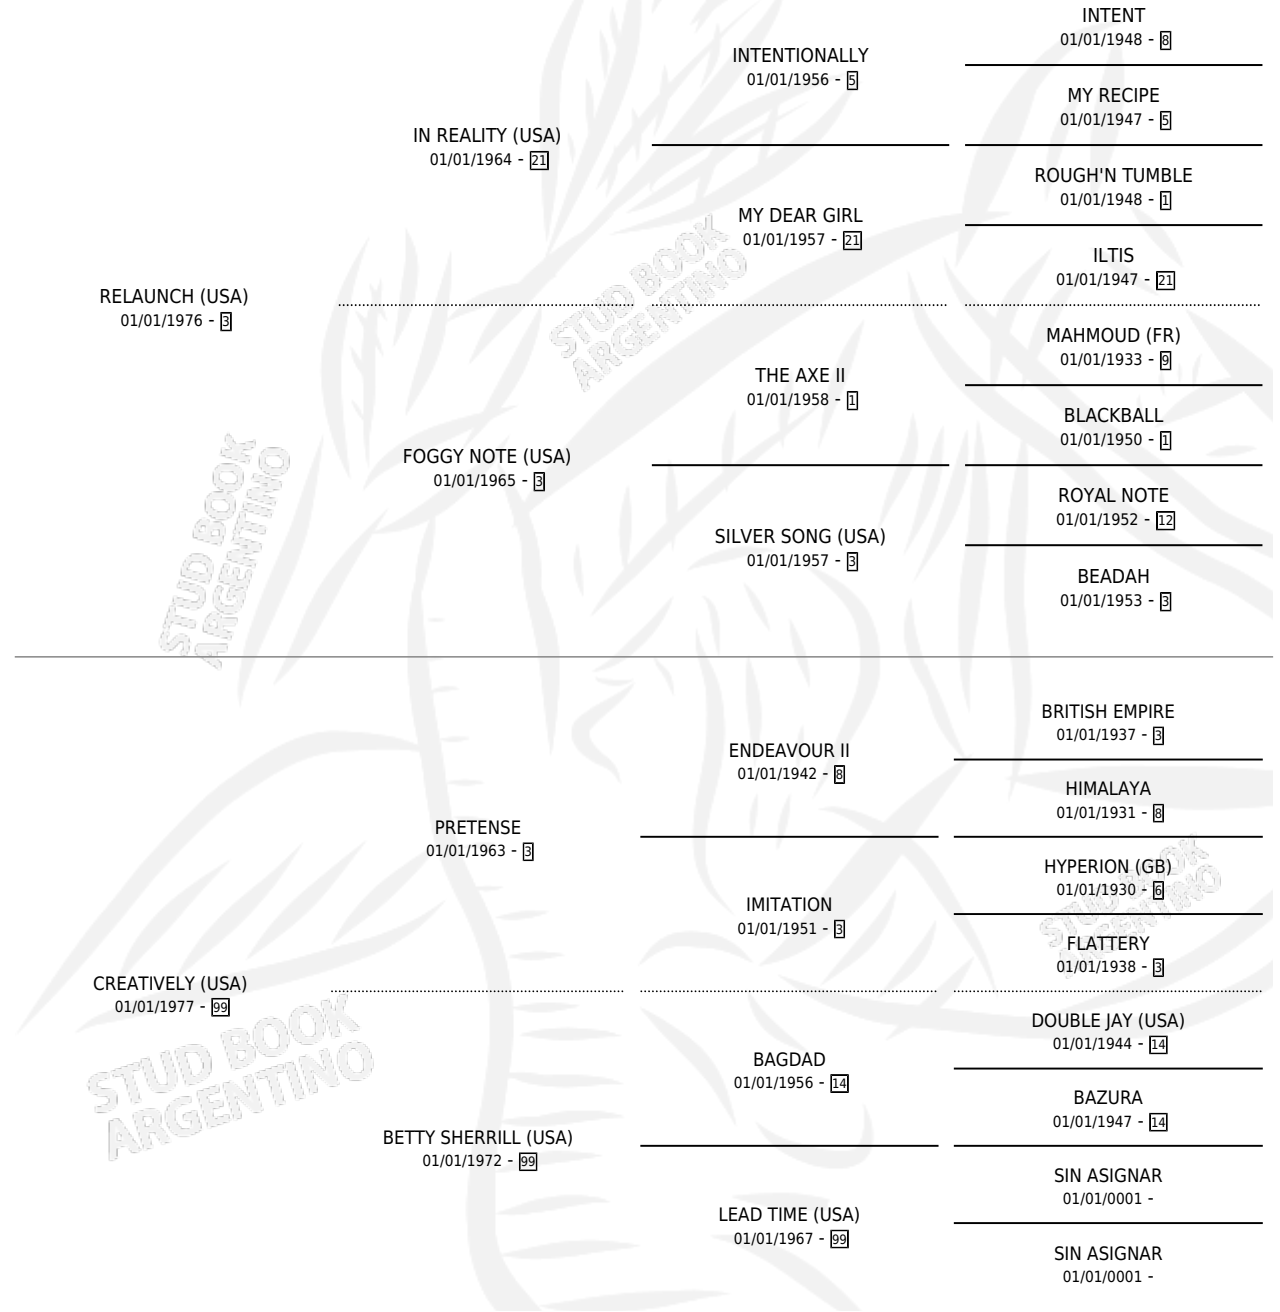 INTENT
01/01/1948 - 8
INTENTIONALLY
01/01/1956 - 5
MY RECIPE
01/01/1947 - 5
IN REALITY (USA)
01/01/1964 - 21
ROUGH'N TUMBLE
01/01/1948 - 1
MY DEAR GIRL
01/01/1957 - 21
ILTIS
01/01/1947 - 21
RELAUNCH (USA)
01/01/1976 - 3
MAHMOUD (FR)
01/01/1933 - 9
THE AXE II
01/01/1958 - 1
BLACKBALL
01/01/1950 - 1
FOGGY NOTE (USA)
01/01/1965 - 3
ROYAL NOTE
01/01/1952 - 12
SILVER SONG (USA)
01/01/1957 - 3
BEADAH
01/01/1953 - 3
BRITISH EMPIRE
01/01/1937 - 3
ENDEAVOUR II
01/01/1942 - 8
HIMALAYA
01/01/1931 - 8
PRETENSE
01/01/1963 - 3
HYPERION (GB)
01/01/1930 - 6
IMITATION
01/01/1951 - 3
FLATTERY
01/01/1938 - 3
CREATIVELY (USA)
01/01/1977 - 99
DOUBLE JAY (USA)
01/01/1944 - 14
BAGDAD
01/01/1956 - 14
BAZURA
01/01/1947 - 14
BETTY SHERRILL (USA)
01/01/1972 - 99
SIN ASIGNAR
01/01/0001 -
LEAD TIME (USA)
01/01/1967 - 99
SIN ASIGNAR
01/01/0001 -
STUD BOOK
ARGENTINO
STUD BOOK
ARGENTINO
STUD BOOK
ARGENTINO
STUD BOOK
ARGENTINO